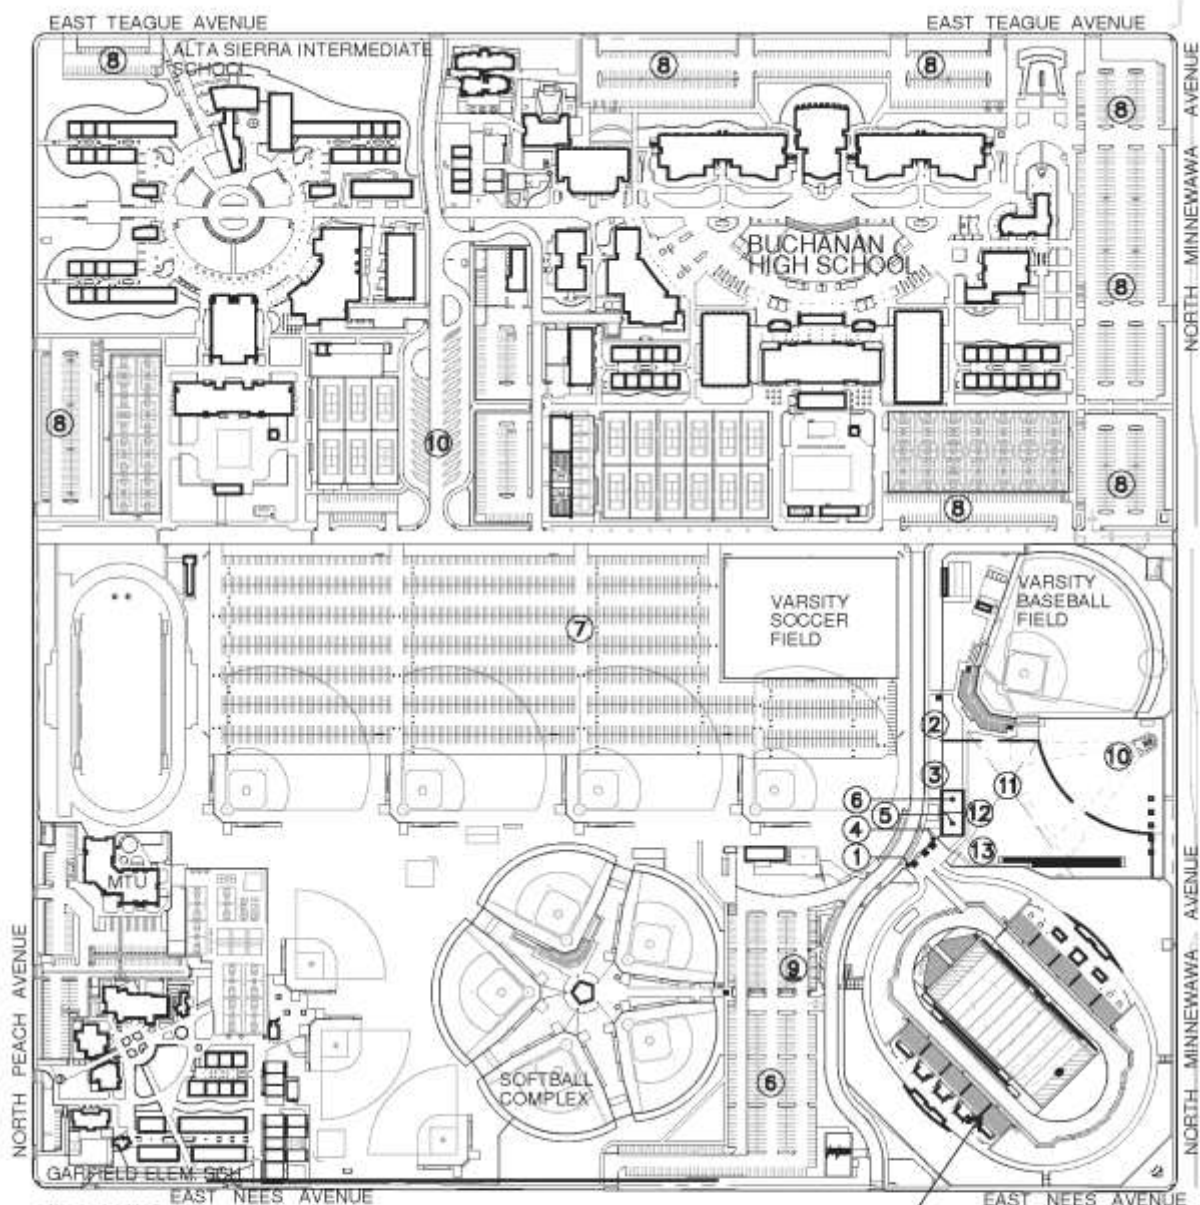 EAST TEAGUE AVENUE
EAST TEAGUE AVENUE
ALTA SIERRA INTERMEDIATE
SCHOOL
8
8
8
8
NORTH MINNEWAWA AVENUE
BUCHANAN
HIGH SCHOOL
8
8
10
8
8
VARSITY
BASEBALL
FIELD
VARSITY
SOCCER
FIELD
7
2
10
3
11
6
5
12
4
1
13
MTU
NORTH PEACH AVENUE
NORTH MINNEWAWA AVENUE
9
6
SOFTBALL
COMPLEX
GARFIELD ELEM. SCH.
EAST NEES AVENUE
EAST NEES AVENUE